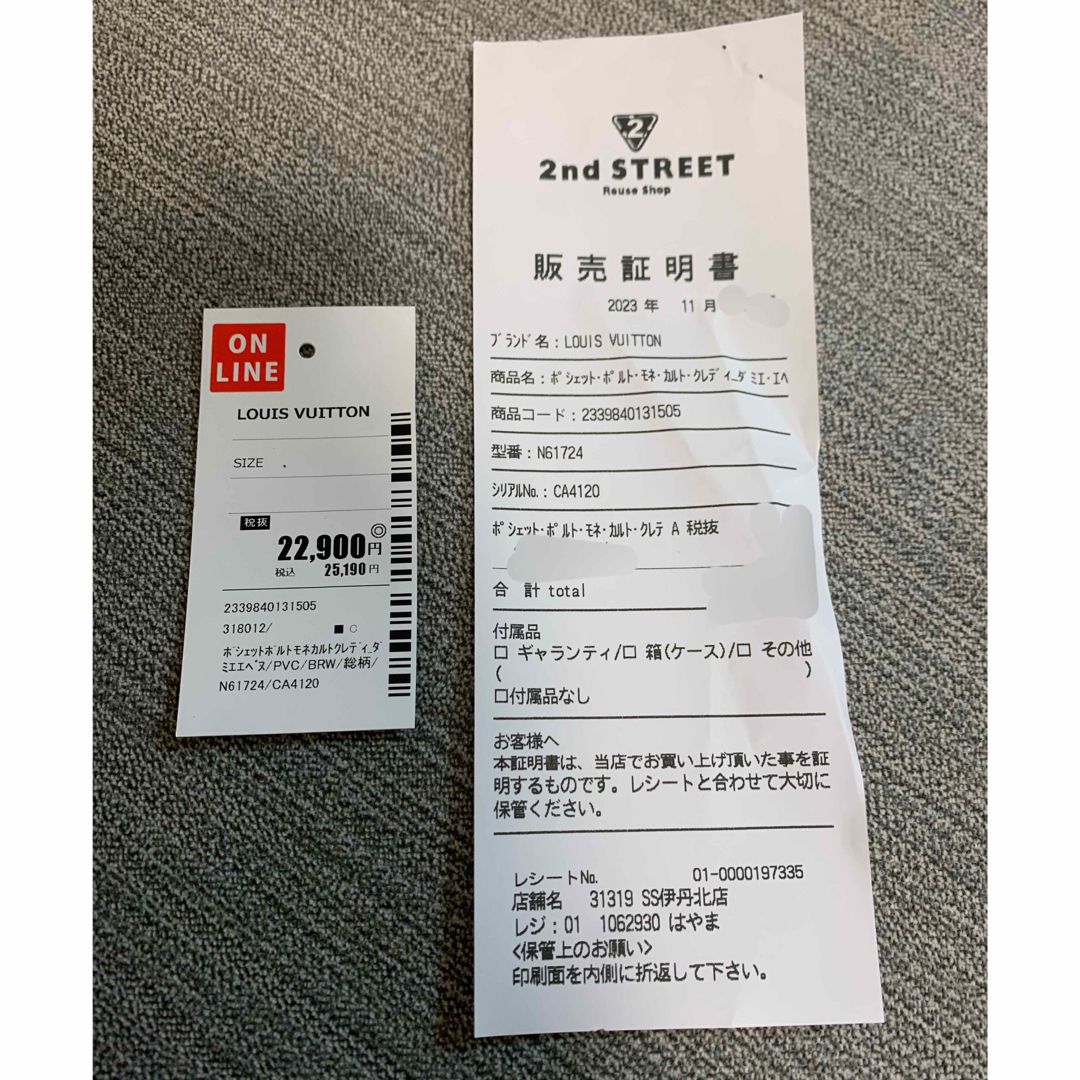 ON
LINE
LOUIS VUITTON
SIZE .
税抜
22,900円
税込 25,190円
2339840131505
318012/ ■ C
ポシェットポルトモネカルトクレディ_ダ
ミエエベヌ/PVC/BRW/総柄/
N61724/CA4120
2
2nd STREET
Reuse Shop
販売証明書
2023 年 11 月
ブランド名:LOUIS VUITTON
商品名:ポシェット・ポルト・モネ・カルト・クレディ_ダミエ・エベ
商品コード:2339840131505
型番:N61724
シリアルNo.:CA4120
ポシェット・ポルト・モネ・カルト・クレデ A 税抜
合 計 total
付属品
□ ギャランティ/□ 箱(ケース)/□ その他
( )
□付属品なし
お客様へ
本証明書は、当店でお買い上げ頂いた事を証
明するものです。レシートと合わせて大切に
保管ください。
レシートNo. 01-0000197335
店舗名 31319 SS伊丹北店
レジ:01 1062930 はやま
<保管上のお願い>
印刷面を内側に折返して下さい。